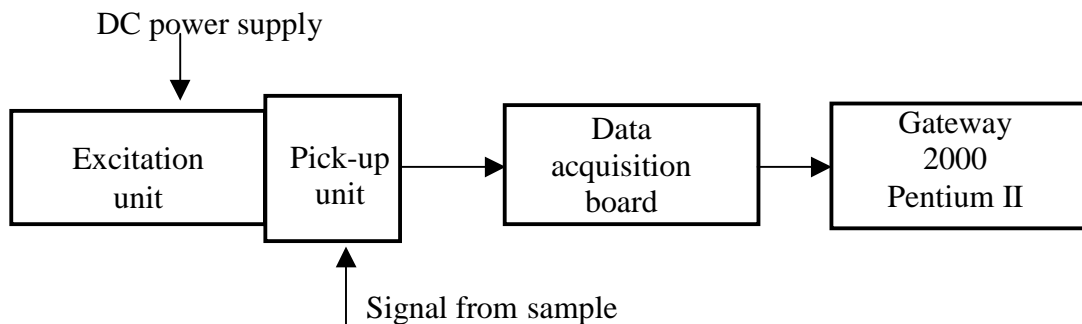 DC power supply
Excitation
unit
Pick-up
unit
Data
acquisition
board
Gateway
2000
Pentium II
Signal from sample